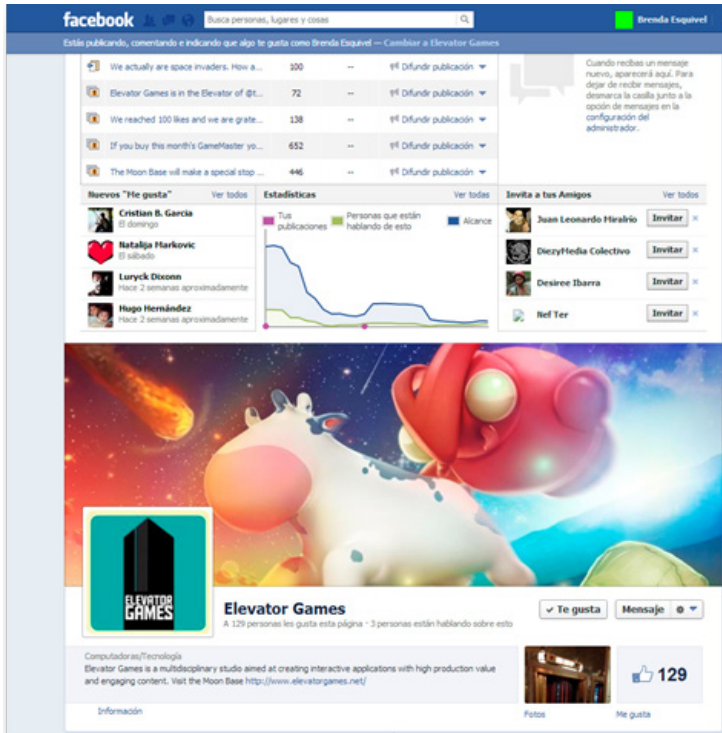 facebook
Busca personas, lugares y cosas
Brenda Esquivel
Estás publicando, comentando e indicando que algo te gusta como Brenda Esquivel — Cambiar a Elevator Games
We actually are space invaders. How a... 100 -- Difundir publicación
Elevator Games is in the Elevator of @t... 72 -- Difundir publicación
We reached 100 likes and we are grate... 138 -- Difundir publicación
If you buy this month's GameMaster yo... 652 -- Difundir publicación
The Moon Base will make a special stop ... 446 -- Difundir publicación
Cuando recibas un mensaje
nuevo, aparecerá aquí. Para
dejar de recibir mensajes,
desmarca la casilla junto a la
opción de mensajes en la
configuración del
administrador.
Nuevos "Me gusta" Ver todos
Cristian B. Garcia
El domingo
Natalija Markovic
El sábado
Luryck Dixonn
Hace 2 semanas aproximadamente
Hugo Hernández
Hace 2 semanas aproximadamente
Estadísticas Ver todas
Tus
publicaciones
Personas que están
hablando de esto
Alcance
Invita a tus Amigos Ver todos
Juan Leonardo Miralrio Invitar ×
DiezyMedia Colectivo Invitar ×
Desiree Ibarra Invitar ×
Nef Ter Invitar ×
ELEVATOR
GAMES
Elevator Games
A 129 personas les gusta esta página · 3 personas están hablando sobre esto
✓ Te gusta
Mensaje
Computadoras/Tecnología
Elevator Games is a multidisciplinary studio aimed at creating interactive applications with high production value
and engaging content. Visit the Moon Base http://www.elevatorgames.net/
Información
129
Fotos
Me gusta